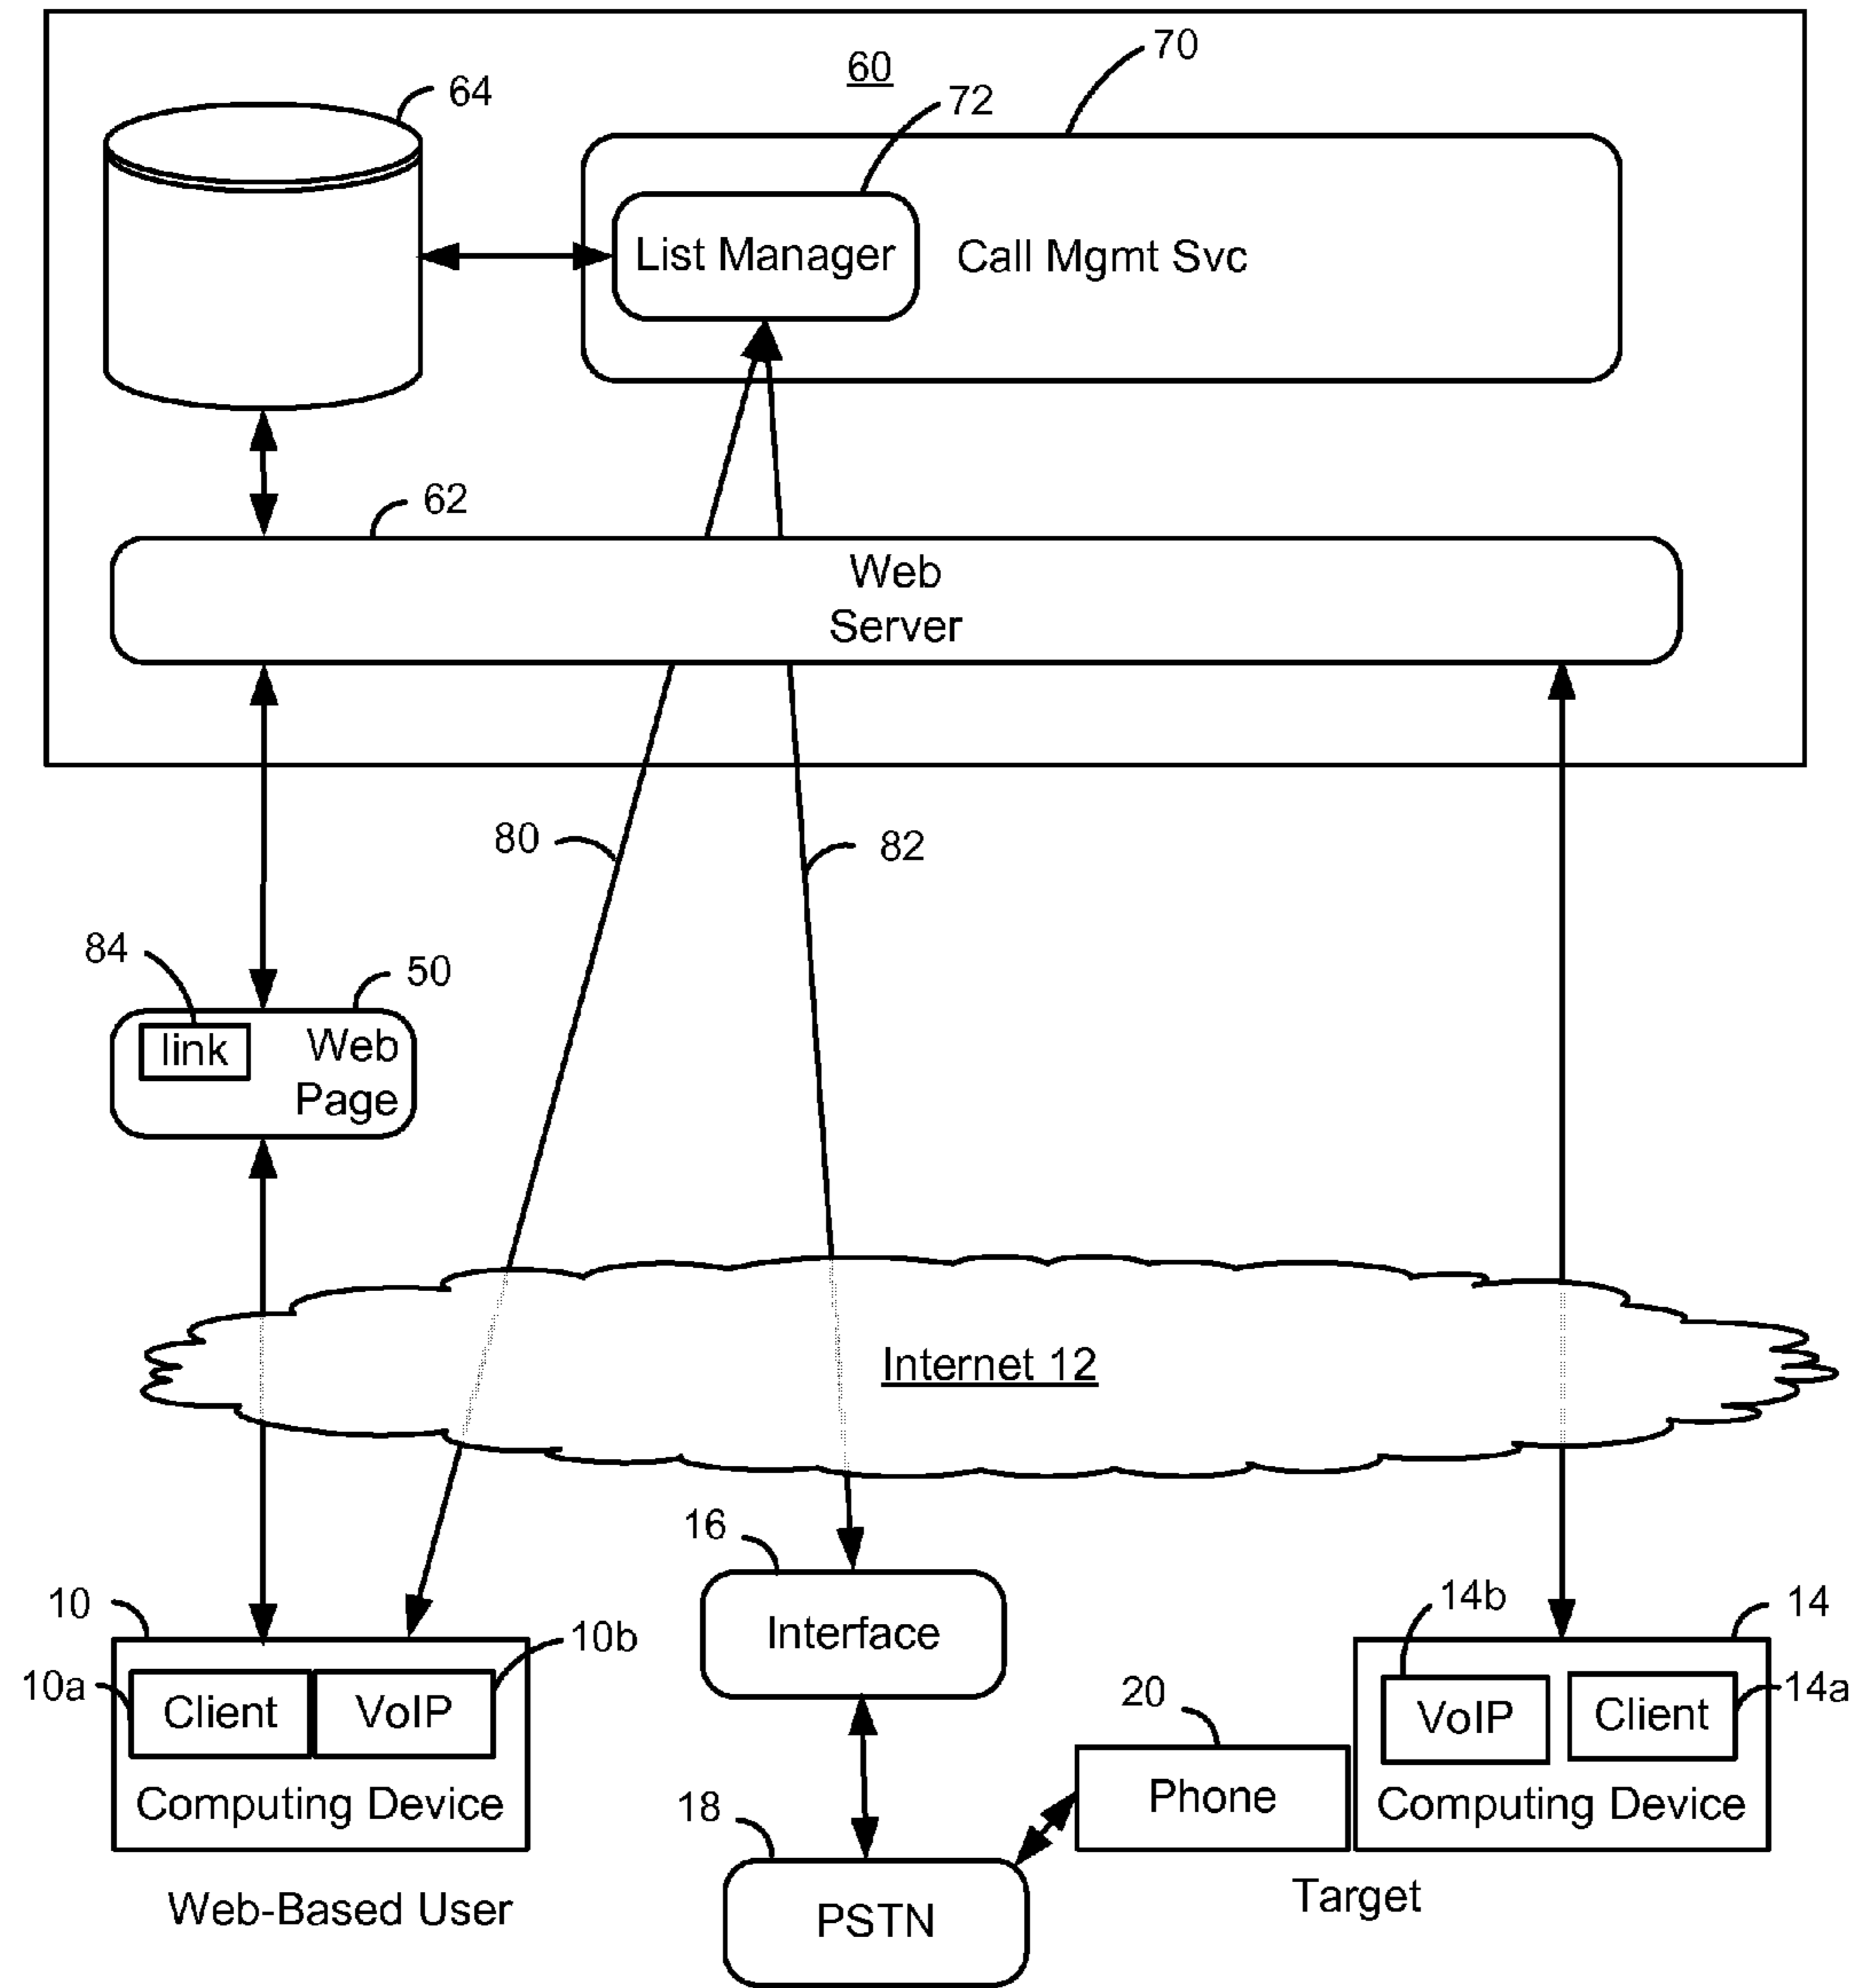 70
60
64
72
List Manager
Call Mgmt Svc
62
Web
Server
80
82
84
50
link
Web
Page
Internet 12
16
10
10b
14b
14
Interface
10a
Client
VoIP
20
VoIP
Client
14a
Computing Device
18
Phone
Computing Device
Web-Based User
PSTN
Target